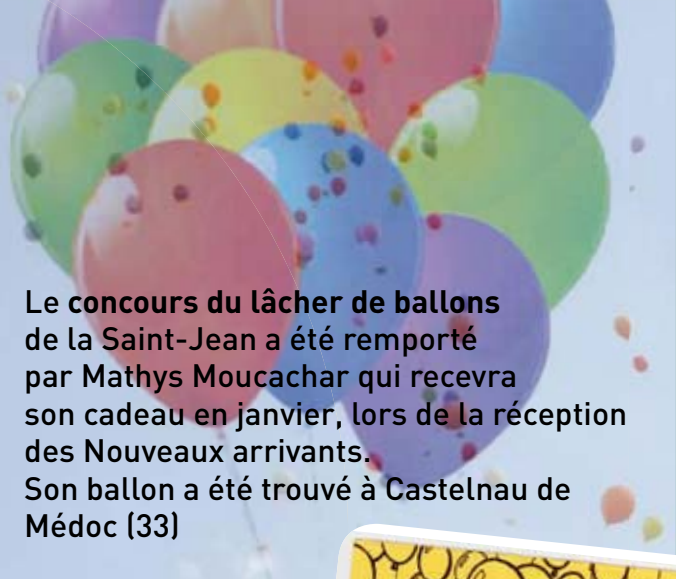 Le concours du lâcher de ballons
de la Saint-Jean a été remporté
par Mathys Moucachar qui recevra
son cadeau en janvier, lors de la réception
des Nouveaux arrivants.
Son ballon a été trouvé à Castelnau de
Médoc (33)